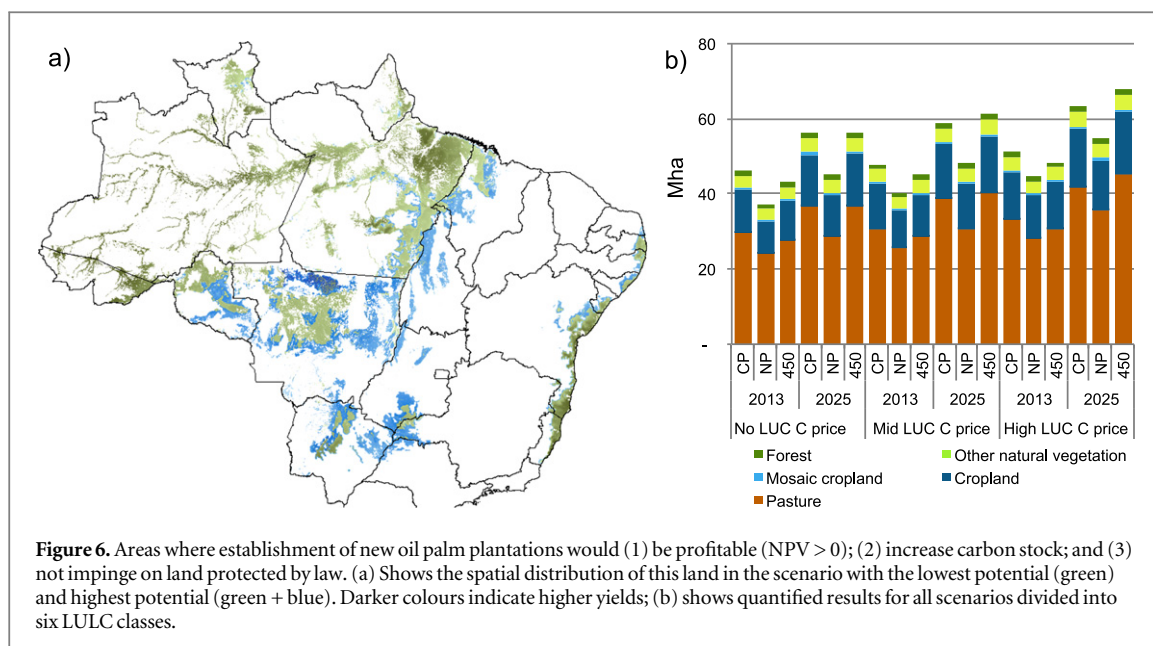 a)
b)
80
60
40
20
-
Mha
CP NP 450 CP NP 450 CP NP 450 CP NP 450 CP NP 450 CP NP 450
2013 2025 2013 2025 2013 2025
No LUC C price Mid LUC C price High LUC C price
Forest Other natural vegetation
Mosaic cropland Cropland
Pasture
Figure 6. Areas where establishment of new oil palm plantations would (1) be profitable (NPV > 0); (2) increase carbon stock; and (3)
not impinge on land protected by law. (a) Shows the spatial distribution of this land in the scenario with the lowest potential (green)
and highest potential (green + blue). Darker colours indicate higher yields; (b) shows quantified results for all scenarios divided into
six LULC classes.